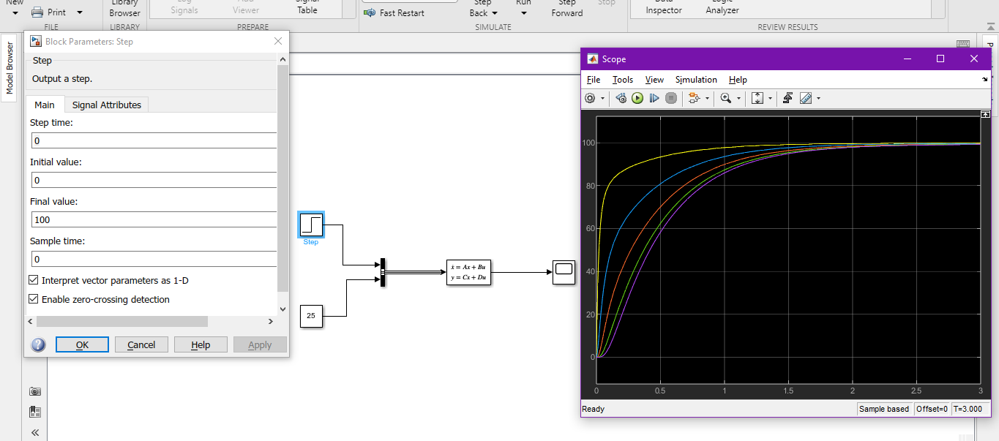 New
Print
FILE
Library
Browser
LIBRARY
Log
Signals
Add
Viewer
Signal
Table
PREPARE
Fast Restart
Step
Back
Run
Step
Forward
Stop
SIMULATE
Data
Inspector
Logic
Analyzer
REVIEW RESULTS
Model Browser
Block Parameters: Step
Step
Output a step.
Main
Signal Attributes
Step time:
0
Initial value:
0
Final value:
100
Sample time:
0
Interpret vector parameters as 1-D
Enable zero-crossing detection
OK
Cancel
Help
Apply
Step
25
ẋ = Ax + Bu
y = Cx + Du
Scope
File Tools View Simulation Help
100
80
60
40
20
0
0 0.5 1 1.5 2 2.5 3
Ready
Sample based
Offset=0
T=3.000